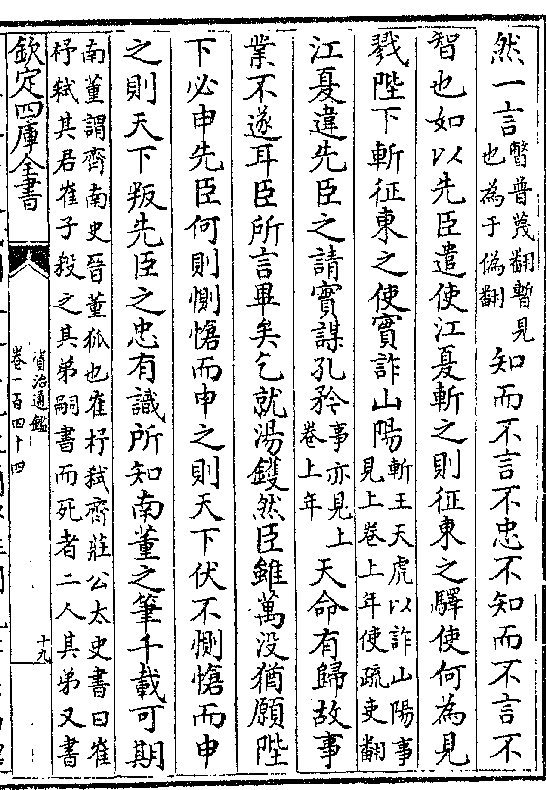 然一言瞥普蔑翻暫見也為于偽翻知而不言不忠不知而不言不
智也如以先臣遣使江夏斬之則征東之驛使何為見
戮陛下斬征東之使實詐山陽斬王天虎以詐山陽事見上卷上年使疏吏翻
江夏違先臣之請實謀孔矜事亦見上卷上年天命有歸故事
業不遂耳臣所言畢矣乞就湯鑊然臣雖萬没猶願陛
下必申先臣何則惻愴而申之則天下伏不惻愴而申
之則天下叛先臣之忠有識所知南董之筆千載可期
南董謂齊南史晉董狐也崔杼弑齊莊公太史書曰崔
杼弑其君崔子殺之其弟嗣書而死者二人其弟又書
欽定四庫全書
資治通鑑
卷一百四十四
十九